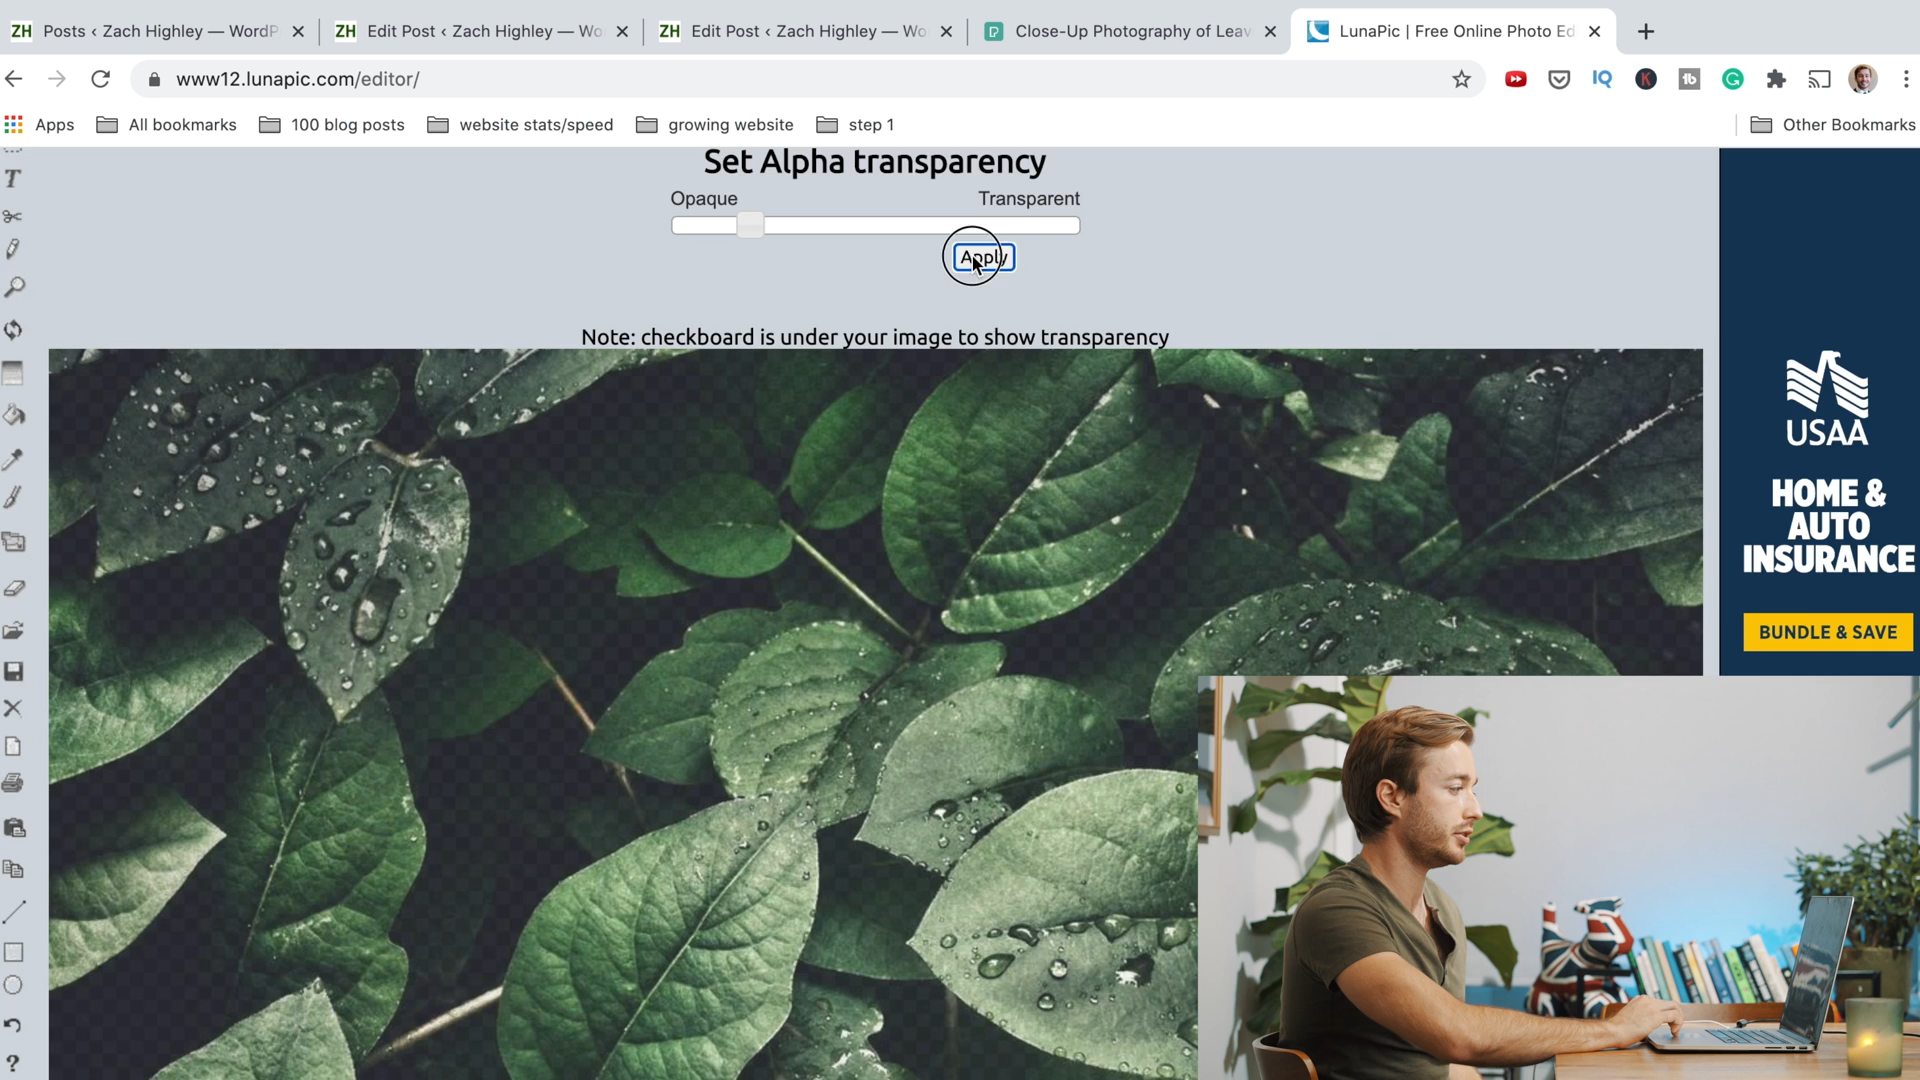 ZH Posts ‹ Zach Highley — WordP
ZH Edit Post ‹ Zach Highley — Wo
ZH Edit Post ‹ Zach Highley — Wo
Close-Up Photography of Leav
LunaPic | Free Online Photo Ed
www12.lunapic.com/editor/
Apps
All bookmarks
100 blog posts
website stats/speed
growing website
step 1
Other Bookmarks
Set Alpha transparency
Opaque
Transparent
Apply
Note: checkboard is under your image to show transparency
USAA
HOME &
AUTO
INSURANCE
BUNDLE & SAVE